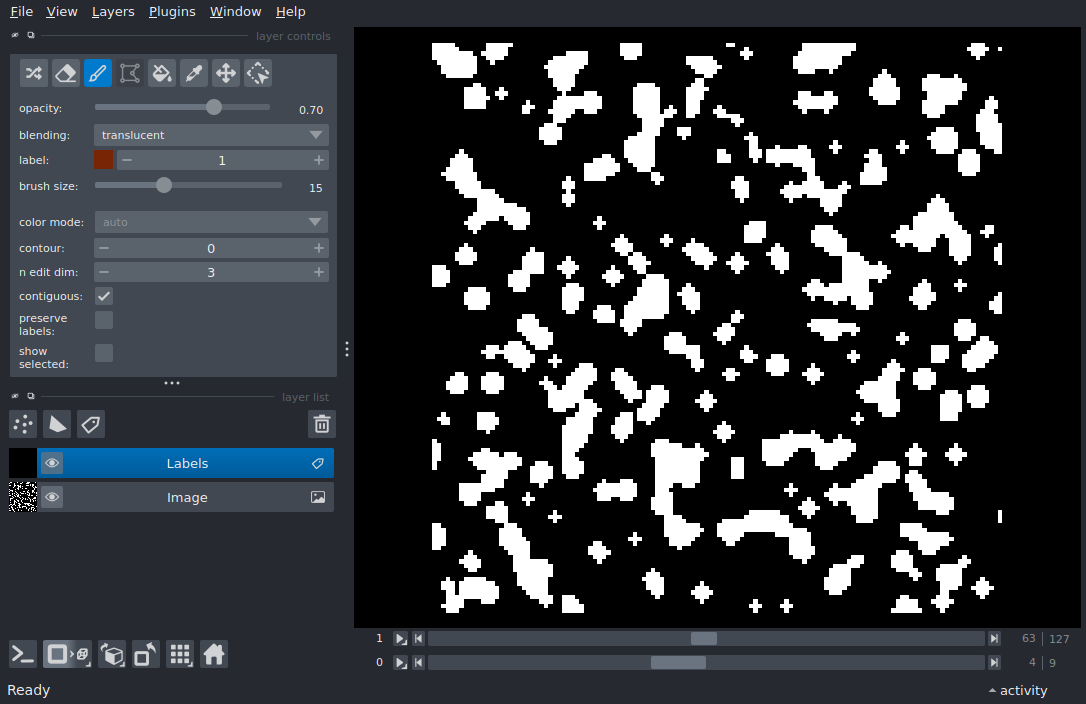 File View Layers Plugins Window Help
layer controls
opacity: 0.70
blending: translucent
label: 1
brush size: 15
color mode: auto
contour: 0
n edit dim: 3
contiguous:
preserve
labels:
show
selected:
layer list
Labels
Image
1 63 127
0 4 9
Ready activity